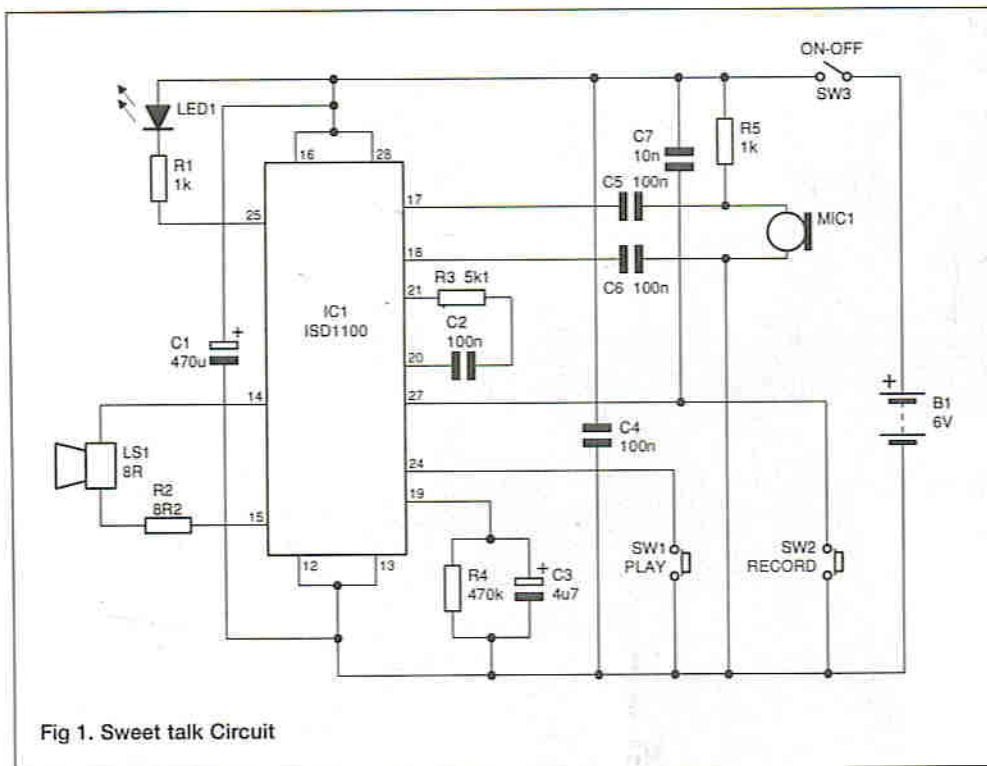 ON-OFF
SW3
LED1
R1
1k
16
28
C7
10n
R5
1k
C5 100n
17
25
MIC1
18
C6 100n
R3 5k1
21
IC1
ISD1100
C2
100n
C1
470u
+
20
27
14
+
B1
6V
C4
100n
LS1
8R
24
R2
8R2
19
15
SW1
PLAY
SW2
RECORD
12
13
R4
470k
+
C3
4u7
Fig 1. Sweet talk Circuit